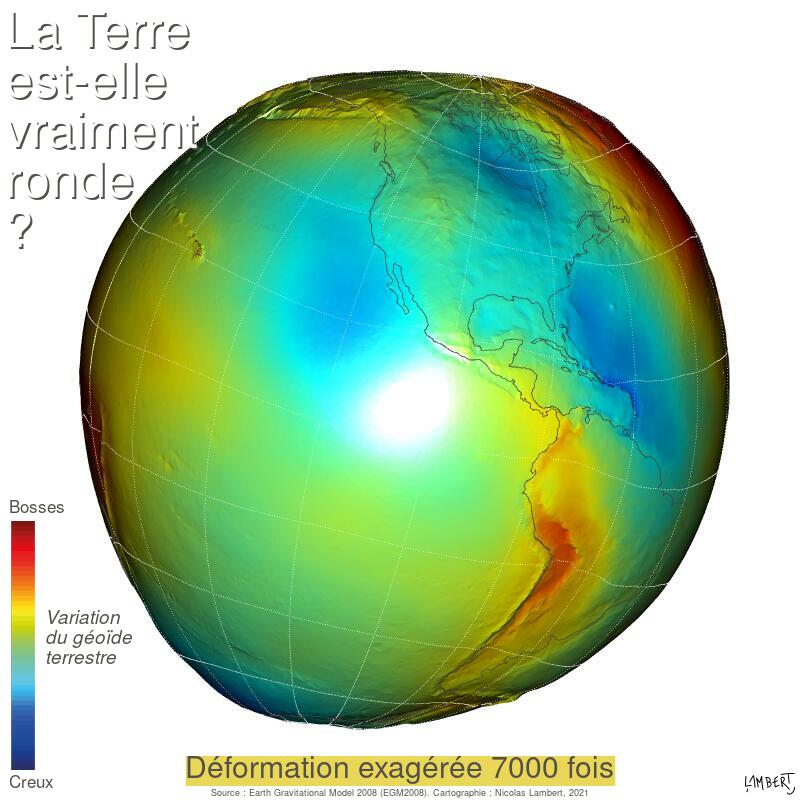 La Terre
est-elle
vraiment
ronde
?
Bosses
Variation
du géoïde
terrestre
Creux
Déformation exagérée 7000 fois
Source : Earth Gravitational Model 2008 (EGM2008). Cartographie : Nicolas Lambert, 2021
LAMBERT